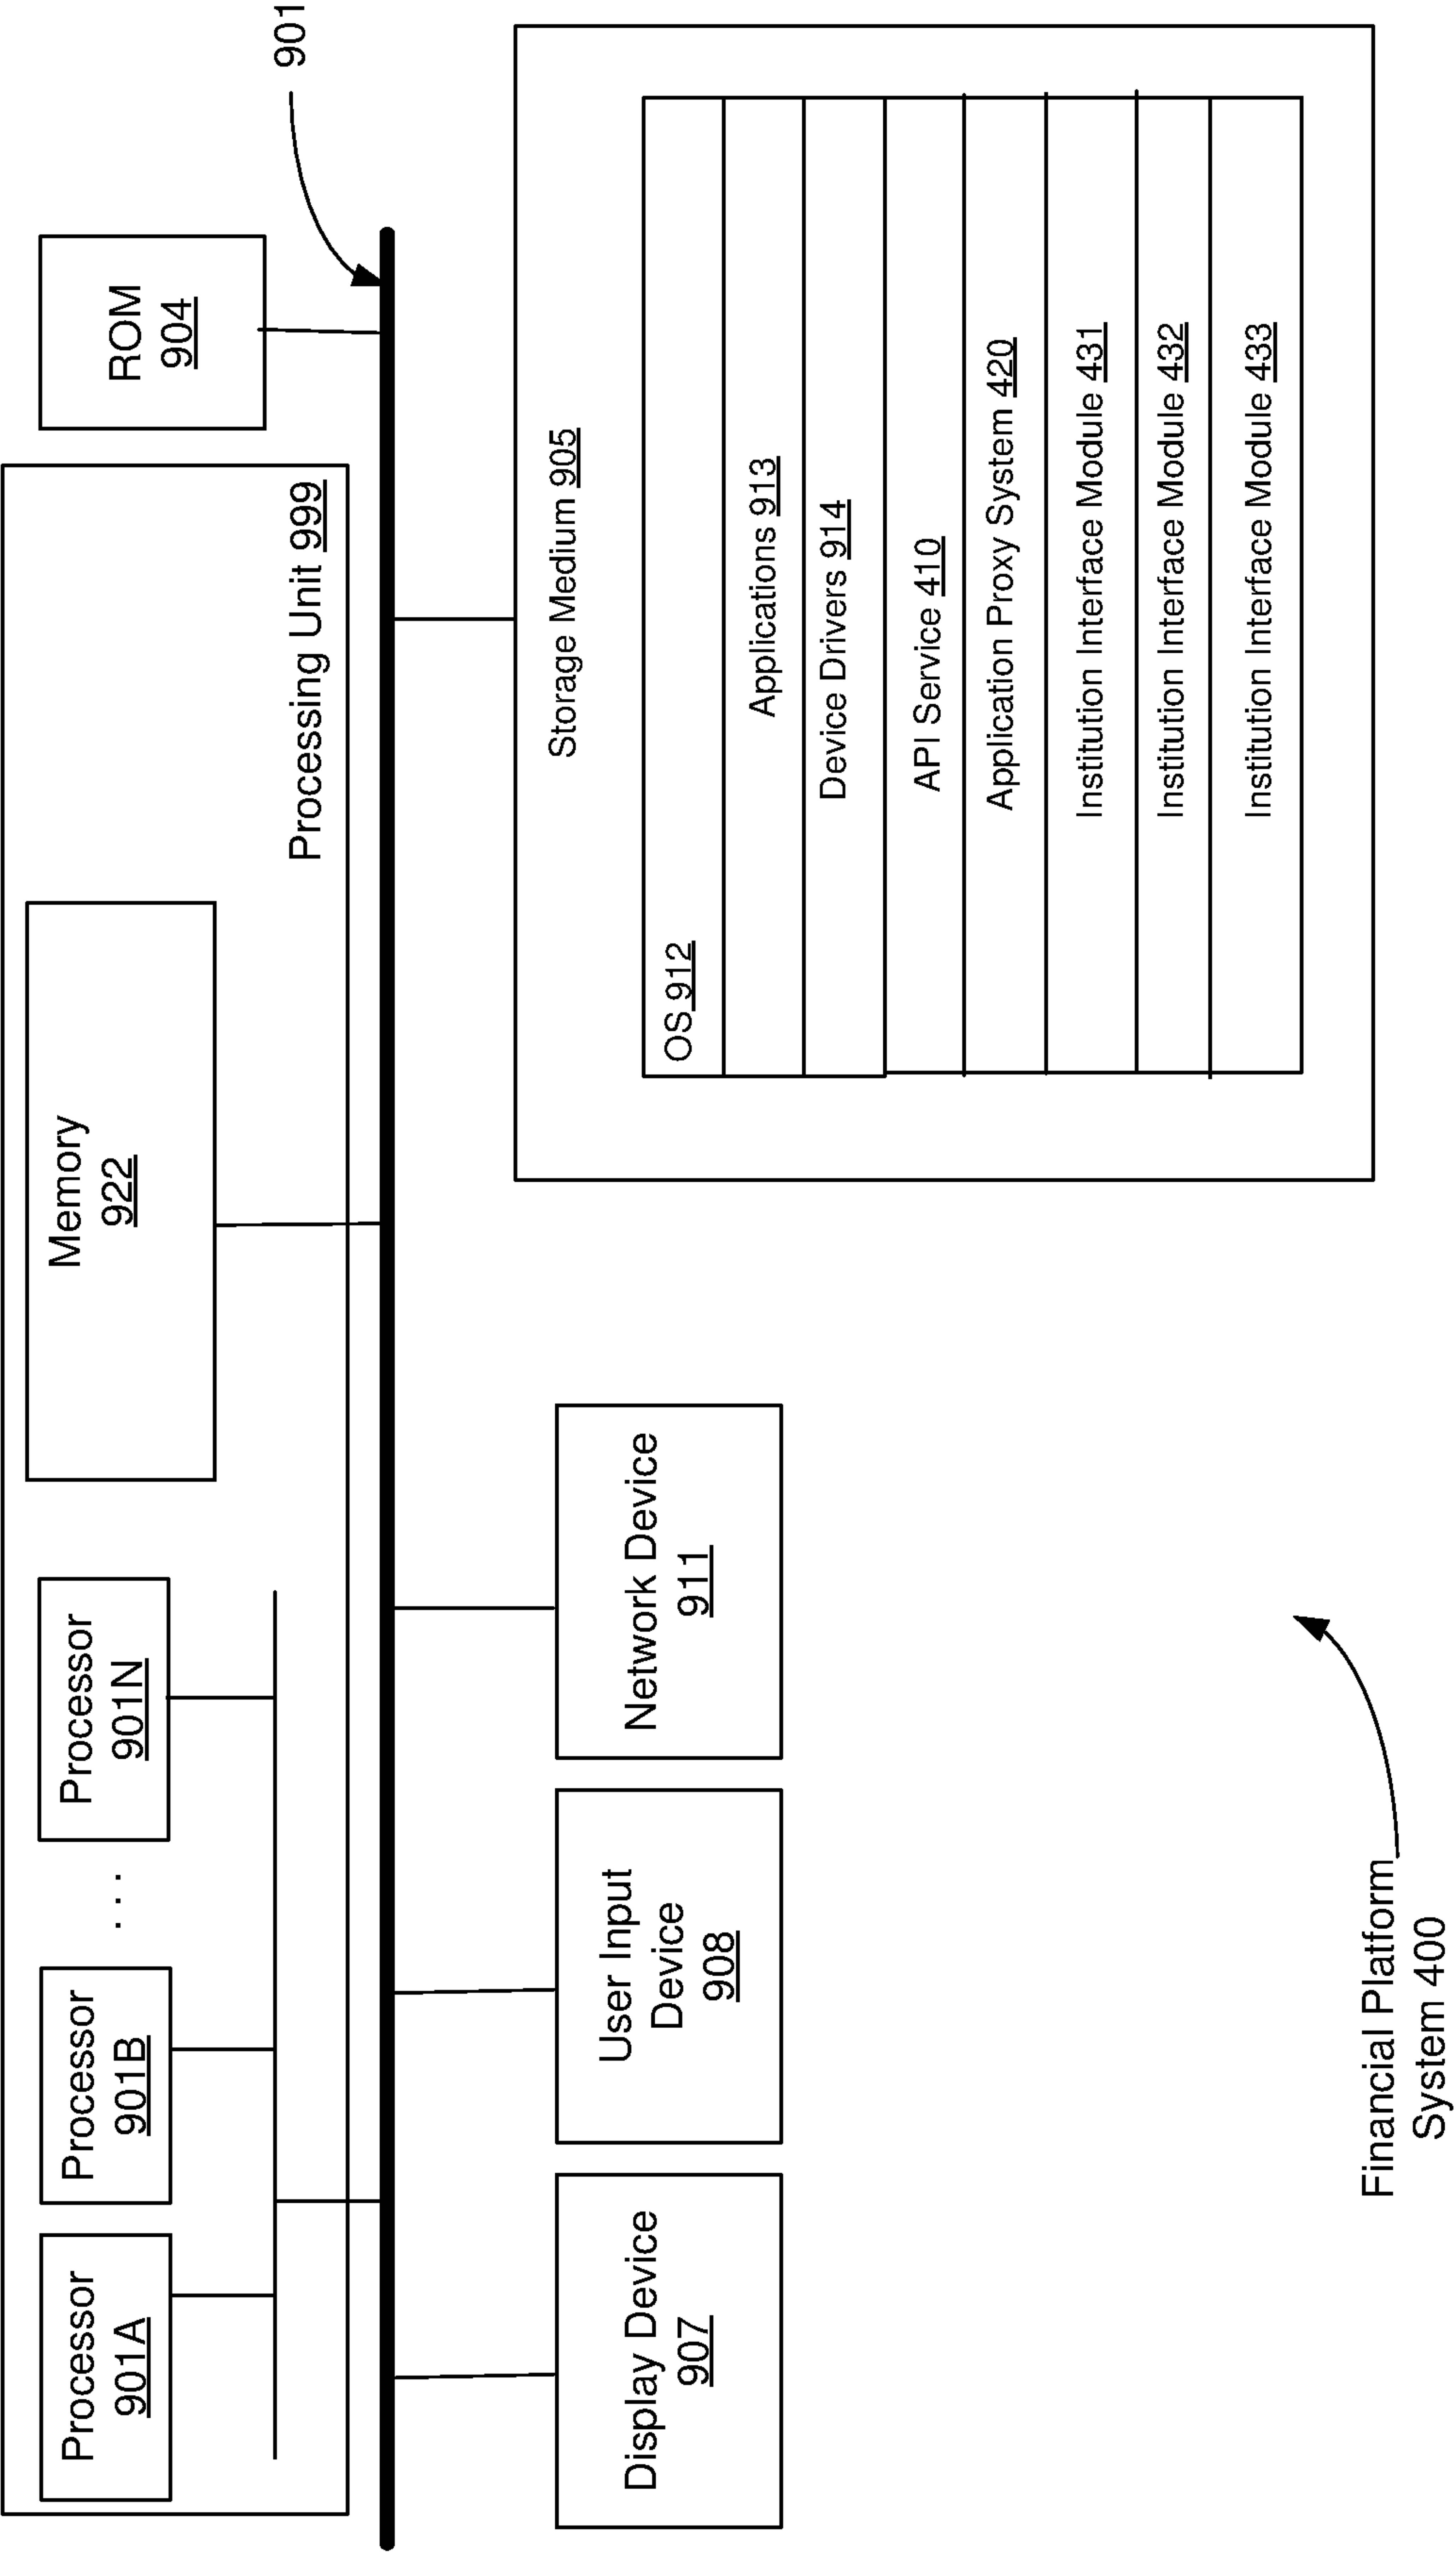 Processor
901A
Processor
901B
. . .
Processor
901N
Memory
922
Processing Unit 999
ROM
904
901
Display Device
907
User Input
Device
908
Network Device
911
Storage Medium 905
OS 912
Applications 913
Device Drivers 914
API Service 410
Application Proxy System 420
Institution Interface Module 431
Institution Interface Module 432
Institution Interface Module 433
Financial Platform
System 400